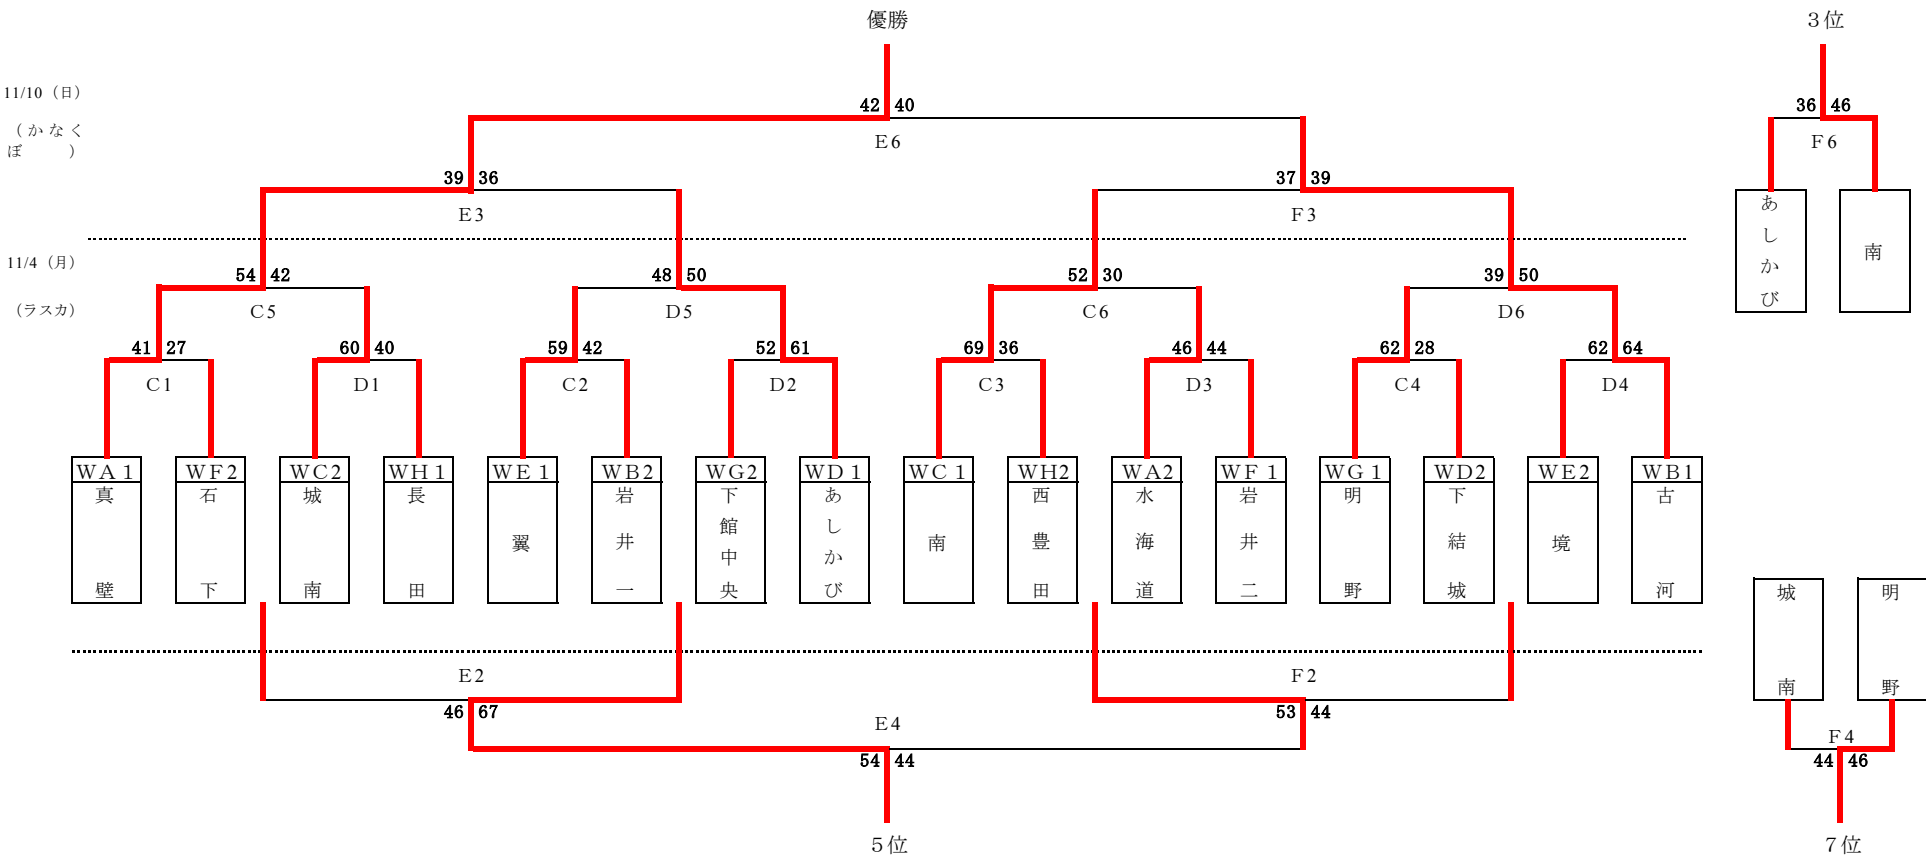 優勝
3位
11/10（日）
（かなくぼ）
42 40
E6
36 46
F6
あしかび
南
39 36
E3
37 39
F3
11/4（月）
（ラスカ）
54 42
C5
48 50
D5
52 30
C6
39 50
D6
41 27
C1
60 40
D1
59 42
C2
52 61
D2
69 36
C3
46 44
D3
62 28
C4
62 64
D4
WA1 WF2 WC2 WH1 WE1 WB2 WG2 WD1 WC1 WH2 WA2 WF1 WG1 WD2 WE2 WB1
真壁
石下
城南
長田
翼
岩井一
下館中央
あしかび
南
西豊田
水海道
岩井二
明野
下結城
境
古河
城南
明野
E2
46 67
F2
53 44
E4
54 44
F4
44 46
5位
7位